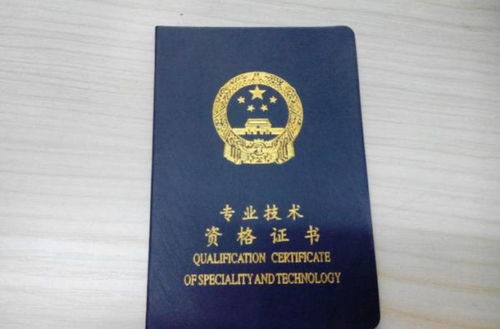 专业技术
资格证书
QUALIFICATION CERTIFICATE
OF SPECIALITY AND TECHNOLOGY